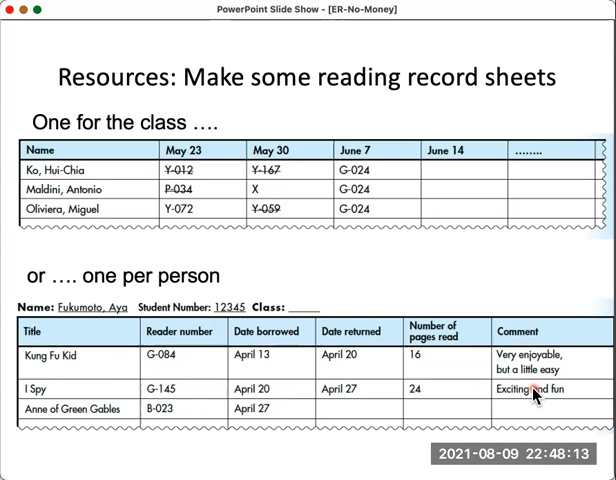 PowerPoint Slide Show - [ER-No-Money]
Resources: Make some reading record sheets
One for the class ....
Name May 23 May 30 June 7 June 14 ........
Ko, Hui-Chia Y-012 Y-167 G-024
Maldini, Antonio P-034 X G-024
Oliviera, Miguel Y-072 Y-059 G-024
or .... one per person
Name: Fukumoto, Aya Student Number: 12345 Class: ______
Title Reader number Date borrowed Date returned Number of pages read Comment
Kung Fu Kid G-084 April 13 April 20 16 Very enjoyable,
but a little easy
I Spy G-145 April 20 April 27 24 Exciting and fun
Anne of Green Gables B-023 April 27
2021-08-09 22:48:13